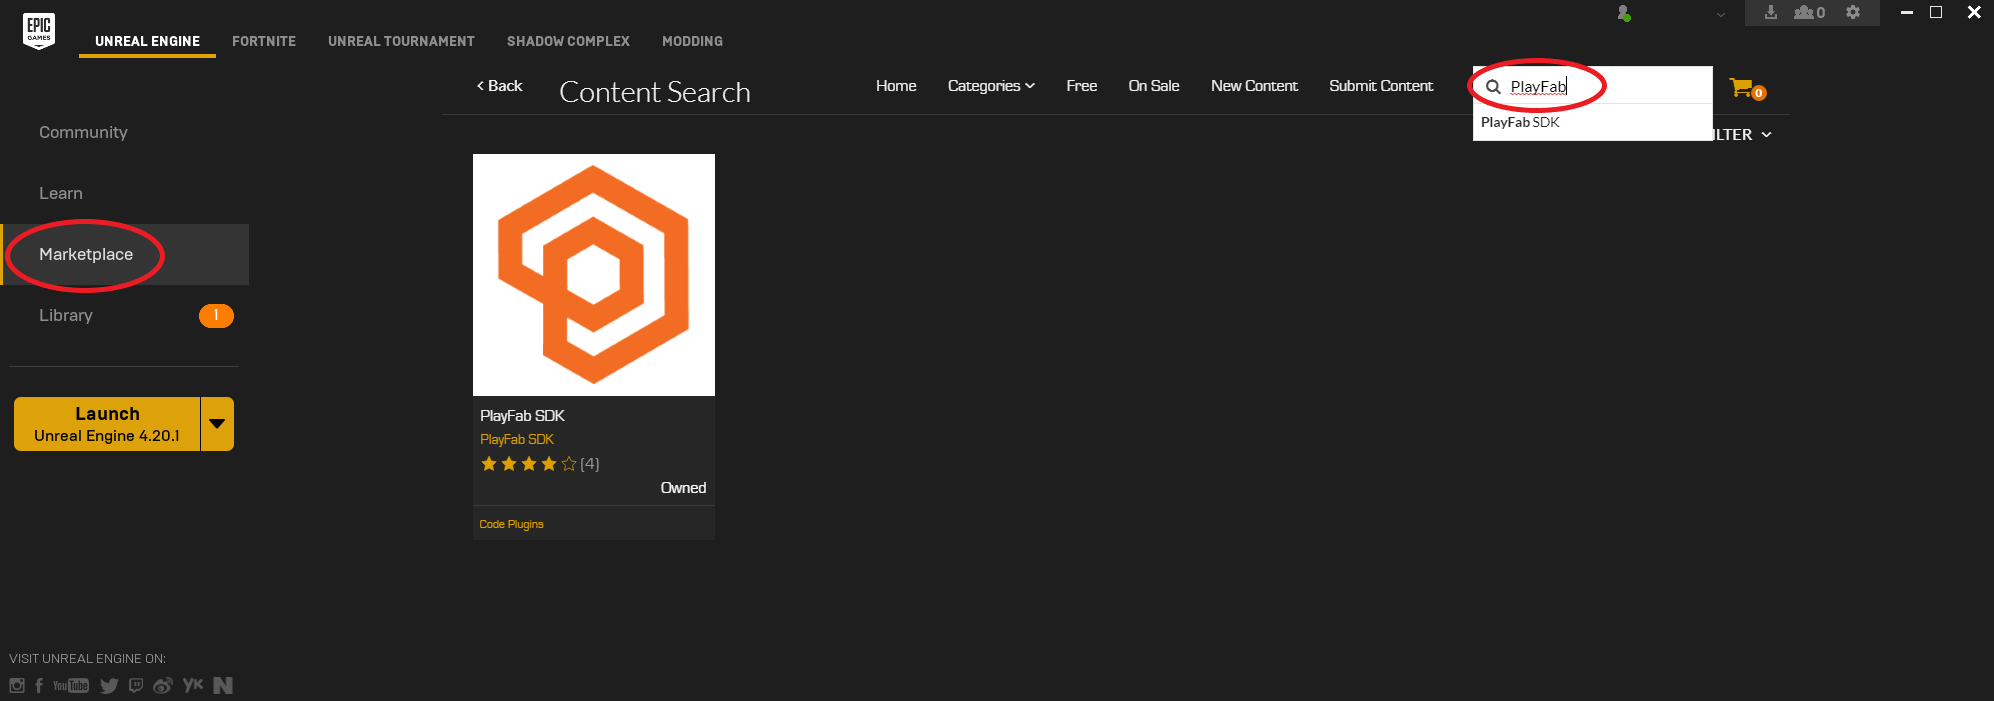 EPIC
GAMES
UNREAL ENGINE FORTNITE UNREAL TOURNAMENT SHADOW COMPLEX MODDING
0
Back Content Search Home Categories Free On Sale New Content Submit Content PlayFab 0
PlayFab SDK
ILTER
Community
Learn
Marketplace
Library 1
Launch
Unreal Engine 4.20.1
PlayFab SDK
PlayFab SDK
(4)
Owned
Code Plugins
VISIT UNREAL ENGINE ON:
YouTube